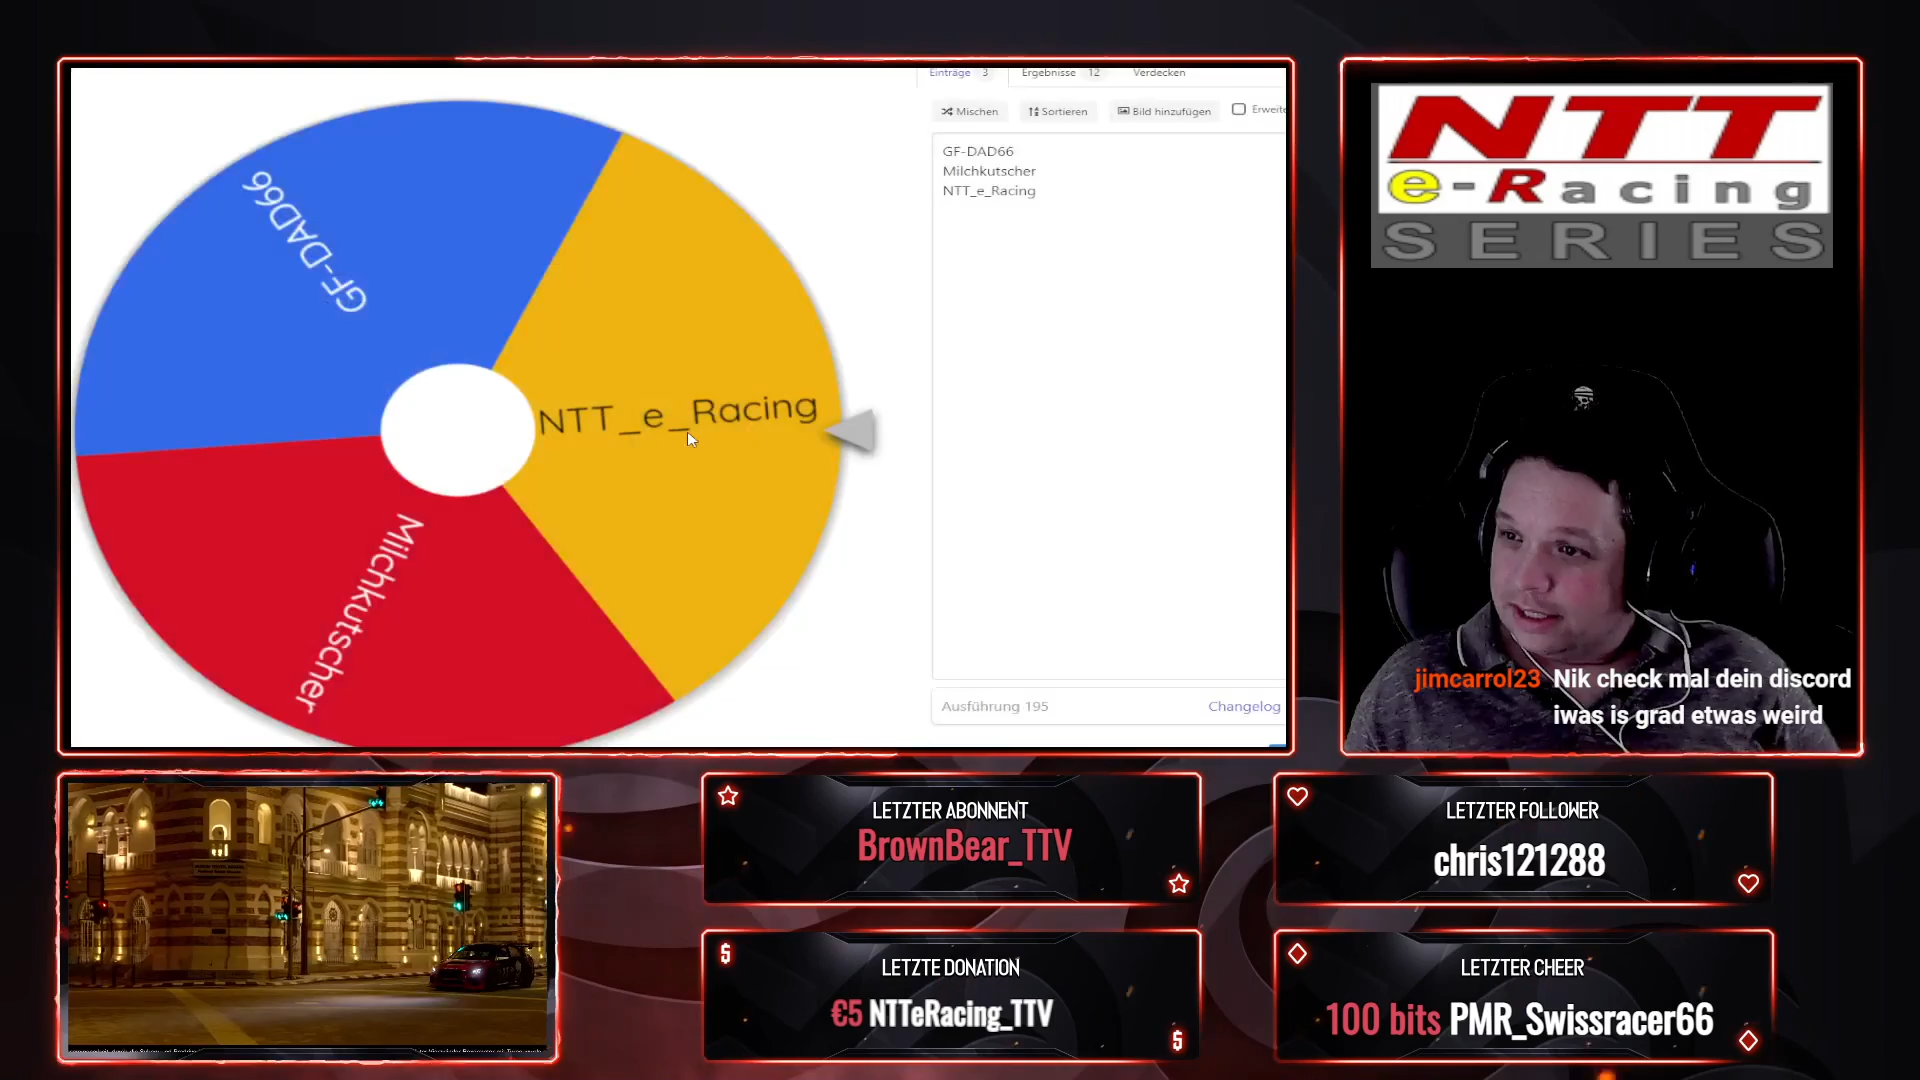 Einträge 3
Ergebnisse 12
Verdecken
Mischen
Sortieren
Bild hinzufügen
GF-DAD66
Milchkutscher
NTT_e_Racing
Ausführung 195
Changelog
GF-DAD66
NTT_e_Racing
Milchkutscher
NTT
e-Racing
SERIES
jimcarrol23 Nik check mal dein discord
iwas is grad etwas weird
LETZTER ABONNENT
BrownBear_TTV
LETZTER FOLLOWER
chris121288
LETZTE DONATION
€5 NTTeRacing_TTV
LETZTER CHEER
100 bits PMR_Swissracer66